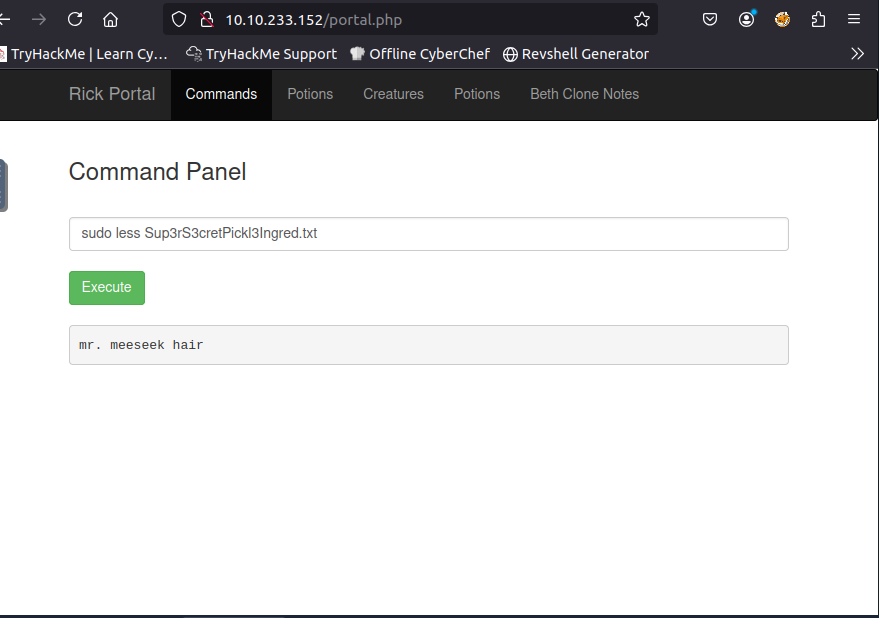 10.10.233.152/portal.php
TryHackMe | Learn Cy... TryHackMe Support Offline CyberChef Revshell Generator
Rick Portal Commands Potions Creatures Potions Beth Clone Notes
Command Panel
sudo less Sup3rS3cretPickl3Ingred.txt
Execute
mr. meeseek hair